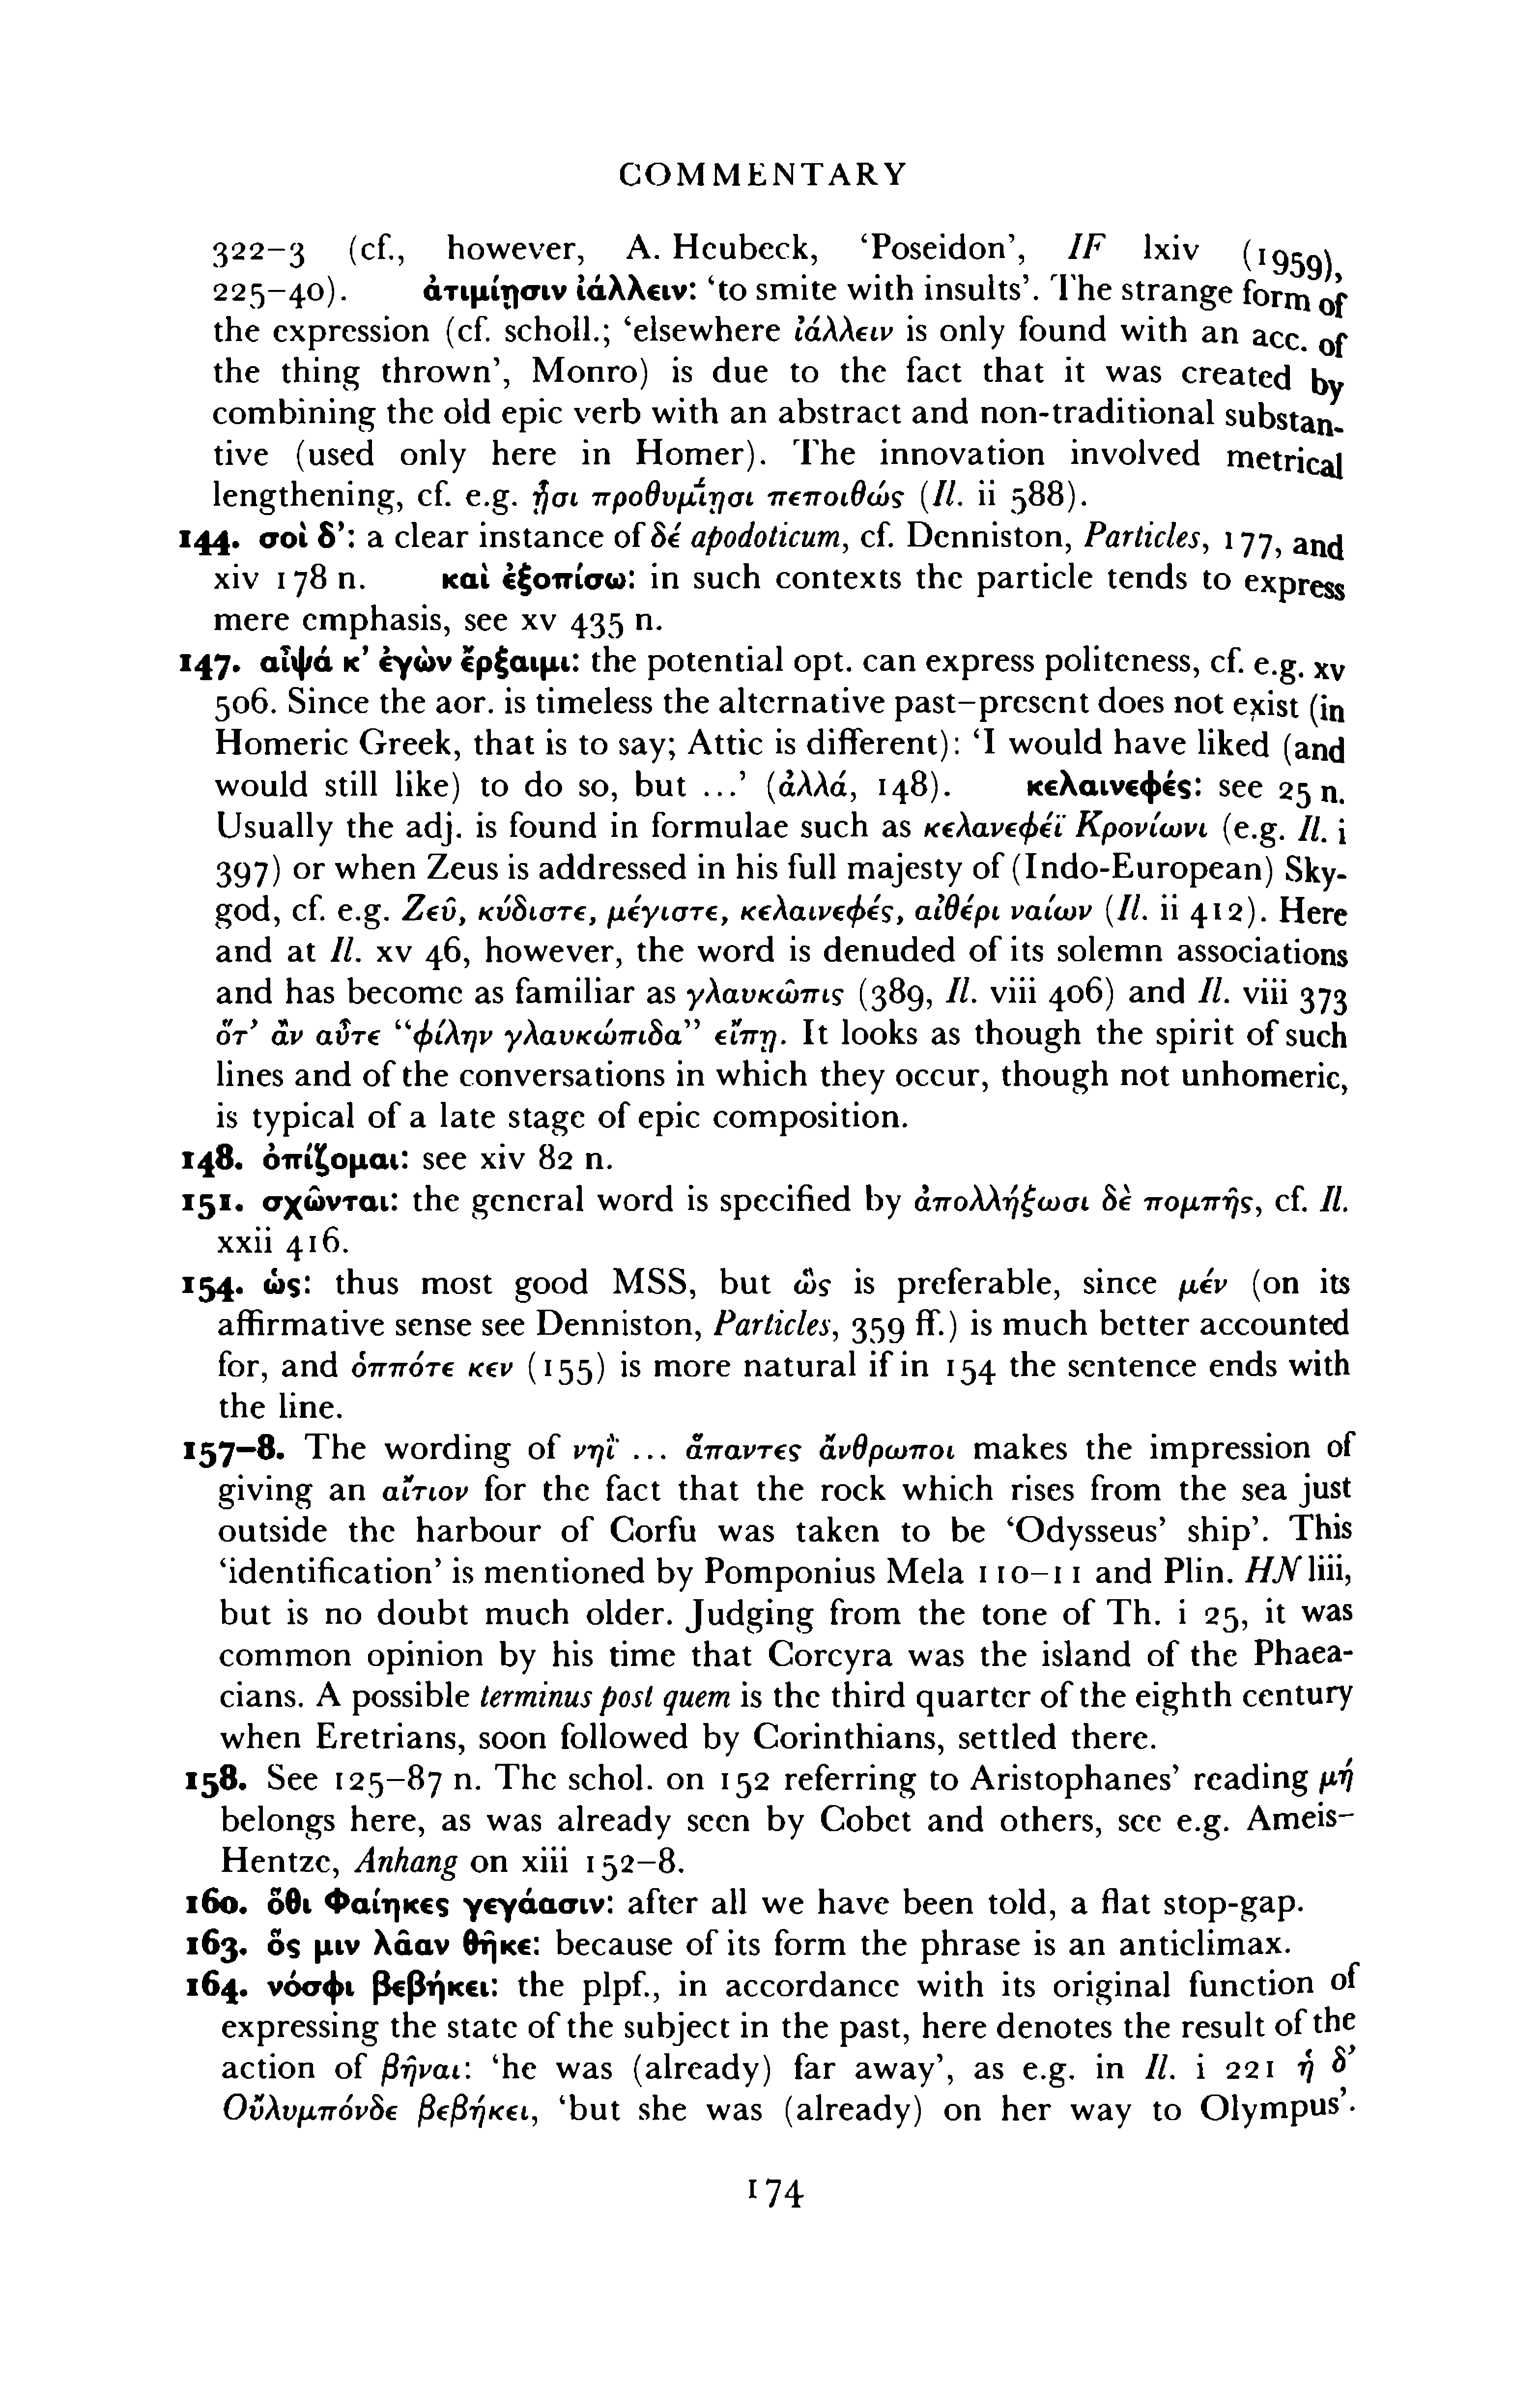 COMMENTARY
322–3 (cf., however, A. Heubeck, ‘Poseidon’, IF lxiv (1959),
225–40). ἀτιμίῃσιν ἰάλλειν: ‘to smite with insults’. The strange form of
the expression (cf. scholl.; ‘elsewhere ἰάλλειν is only found with an acc. of
the thing thrown’, Monro) is due to the fact that it was created by
combining the old epic verb with an abstract and non-traditional substan-
tive (used only here in Homer). The innovation involved metrical
lengthening, cf. e.g. ᾗσι προθυμίῃσι πεποιθώς (Il. ii 588).
144. σοὶ δ’: a clear instance of δέ apodoticum, cf. Denniston, Particles, 177, and
xiv 178 n. καὶ ἐξοπίσω: in such contexts the particle tends to express
mere emphasis, see xv 435 n.
147. αἶψά κ’ ἐγὼν ἔρξαιμι: the potential opt. can express politeness, cf. e.g. xv
506. Since the aor. is timeless the alternative past–present does not exist (in
Homeric Greek, that is to say; Attic is different): ‘I would have liked (and
would still like) to do so, but ...’ (ἀλλά, 148). κελαινεφές: see 25 n.
Usually the adj. is found in formulae such as κελανεφέϊ Κρονίωνι (e.g. Il. i
397) or when Zeus is addressed in his full majesty of (Indo-European) Sky-
god, cf. e.g. Ζεῦ, κύδιστε, μέγιστε, κελαινεφές, αἰθέρι ναίων (Il. ii 412). Here
and at Il. xv 46, however, the word is denuded of its solemn associations
and has become as familiar as γλαυκῶπις (389, Il. viii 406) and Il. viii 373
ὅτ’ ἂν αὖτε “φίλην γλαυκώπιδα” εἴπῃ. It looks as though the spirit of such
lines and of the conversations in which they occur, though not unhomeric,
is typical of a late stage of epic composition.
148. ὀπίζομαι: see xiv 82 n.
151. σχῶνται: the general word is specified by ἀπολλήξωσι δὲ πομπῆς, cf. Il.
xxii 416.
154. ὡς: thus most good MSS, but ὣς is preferable, since μέν (on its
affirmative sense see Denniston, Particles, 359 ff.) is much better accounted
for, and ὁππότε κεν (155) is more natural if in 154 the sentence ends with
the line.
157–8. The wording of νηῒ ... ἅπαντες ἄνθρωποι makes the impression of
giving an αἴτιον for the fact that the rock which rises from the sea just
outside the harbour of Corfu was taken to be ‘Odysseus’ ship’. This
‘identification’ is mentioned by Pomponius Mela 110–11 and Plin. HN liii,
but is no doubt much older. Judging from the tone of Th. i 25, it was
common opinion by his time that Corcyra was the island of the Phaea-
cians. A possible terminus post quem is the third quarter of the eighth century
when Eretrians, soon followed by Corinthians, settled there.
158. See 125–87 n. The schol. on 152 referring to Aristophanes’ reading μή
belongs here, as was already seen by Cobet and others, see e.g. Ameis–
Hentze, Anhang on xiii 152–8.
160. ὅθι Φαίηκες γεγάασιν: after all we have been told, a flat stop-gap.
163. ὅς μιν λᾶαν θῆκε: because of its form the phrase is an anticlimax.
164. νόσφι βεβήκει: the plpf., in accordance with its original function of
expressing the state of the subject in the past, here denotes the result of the
action of βῆναι: ‘he was (already) far away’, as e.g. in Il. i 221 ἡ δ’
Οὔλυμπόνδε βεβήκει, ‘but she was (already) on her way to Olympus’.
174